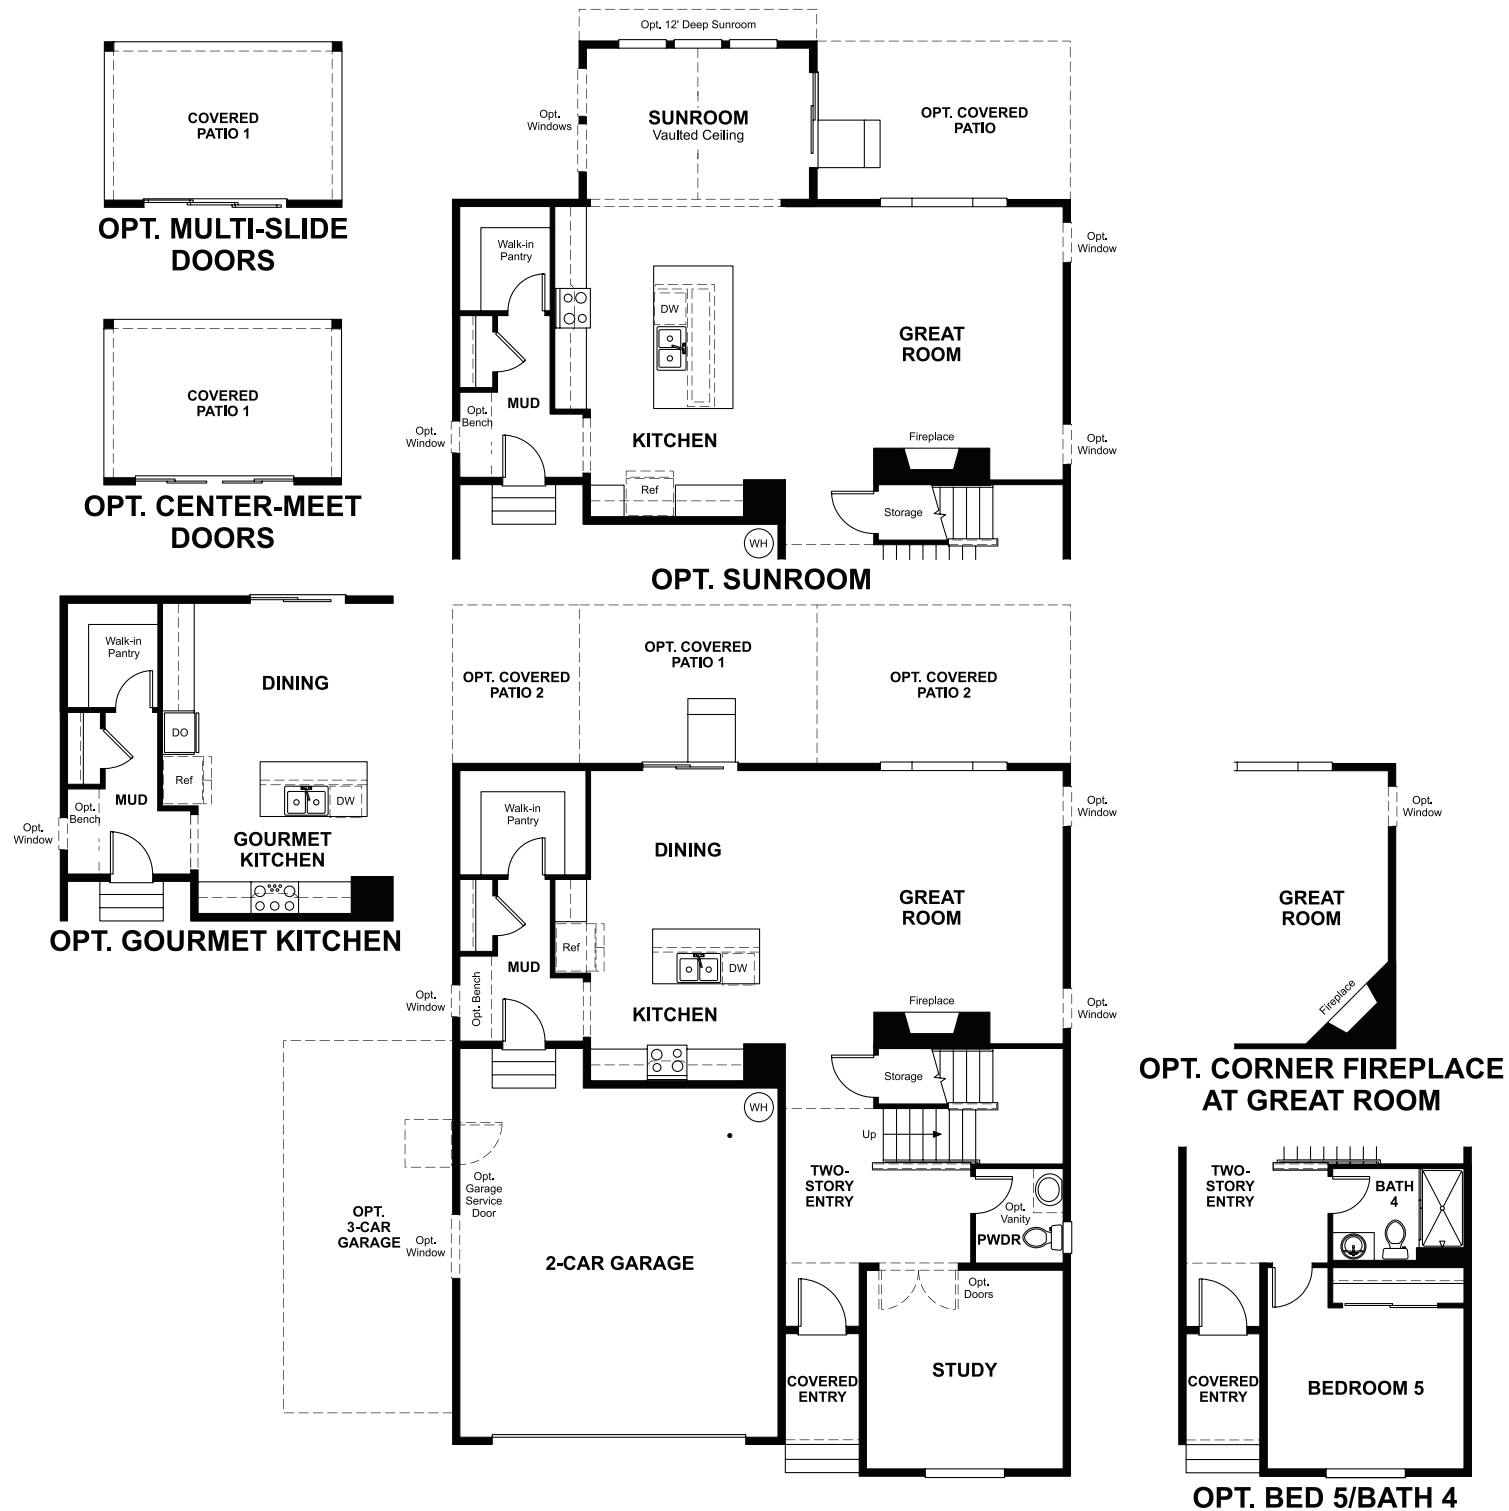 COVERED
PATIO 1
OPT. MULTI-SLIDE
DOORS
COVERED
PATIO 1
OPT. CENTER-MEET
DOORS
Opt. 12' Deep Sunroom
Opt.
Windows
SUNROOM
Vaulted Ceiling
OPT. COVERED
PATIO
Walk-in
Pantry
DW
GREAT
ROOM
Opt.
Window
Opt.
Bench
MUD
Opt.
Window
KITCHEN
Fireplace
Opt.
Window
Ref
Storage
WH
OPT. SUNROOM
Walk-in
Pantry
DINING
DO
Ref
MUD
Opt.
Bench
DW
Opt.
Window
GOURMET
KITCHEN
OPT. GOURMET KITCHEN
OPT. COVERED
PATIO 2
OPT. COVERED
PATIO 1
OPT. COVERED
PATIO 2
Walk-in
Pantry
DINING
Opt.
Window
GREAT
ROOM
Ref
MUD
DW
Opt.
Window
Opt. Bench
KITCHEN
Fireplace
Opt.
Window
Storage
WH
Up
Opt.
Garage
Service
Door
TWO-
STORY
ENTRY
Opt.
Vanity
PWDR
OPT.
3-CAR
GARAGE
Opt.
Window
2-CAR GARAGE
Opt.
Doors
COVERED
ENTRY
STUDY
Opt.
Window
GREAT
ROOM
Fireplace
OPT. CORNER FIREPLACE
AT GREAT ROOM
TWO-
STORY
ENTRY
BATH
4
COVERED
ENTRY
BEDROOM 5
OPT. BED 5/BATH 4